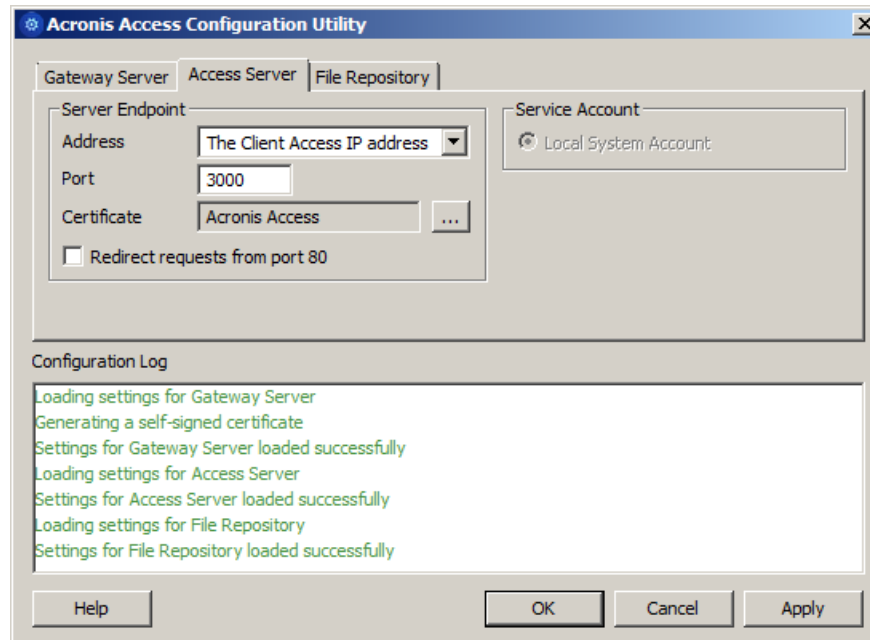 Acronis Access Configuration Utility
Gateway Server Access Server File Repository
Server Endpoint
Address The Client Access IP address
Port 3000
Certificate Acronis Access ...
Redirect requests from port 80
Service Account
Local System Account
Configuration Log
Loading settings for Gateway Server
Generating a self-signed certificate
Settings for Gateway Server loaded successfully
Loading settings for Access Server
Settings for Access Server loaded successfully
Loading settings for File Repository
Settings for File Repository loaded successfully
Help OK Cancel Apply